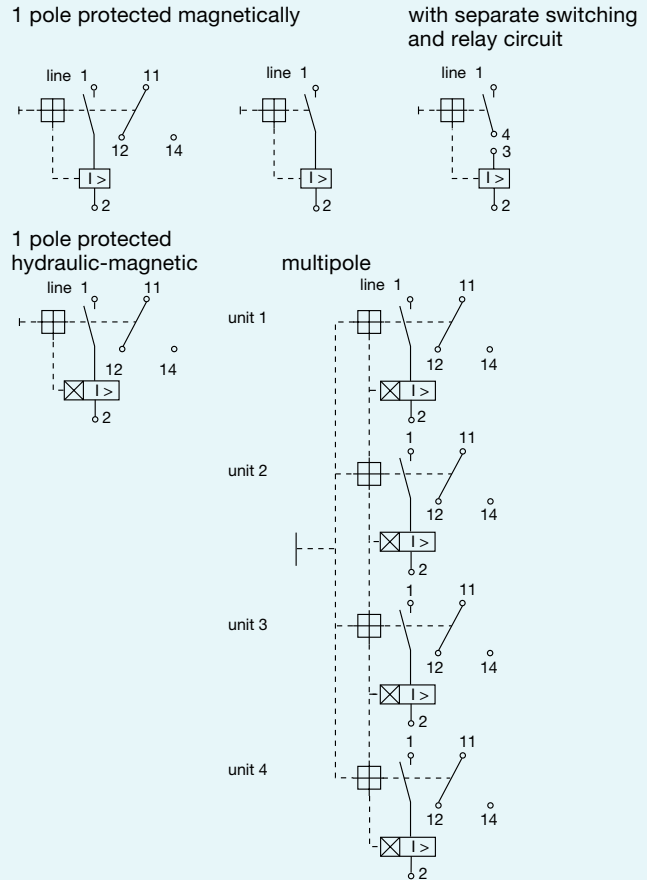 1 pole protected magnetically
with separate switching
and relay circuit
line 1 11
12 14
I >
2
line 1
I >
2
line 1
4
3
I >
2
1 pole protected
hydraulic-magnetic
line 1 11
12 14
I >
2
multipole
line 1 11
unit 1
12 14
I >
2
1 11
unit 2
12 14
I >
2
1 11
unit 3
12 14
I >
2
1 11
unit 4
12 14
I >
2